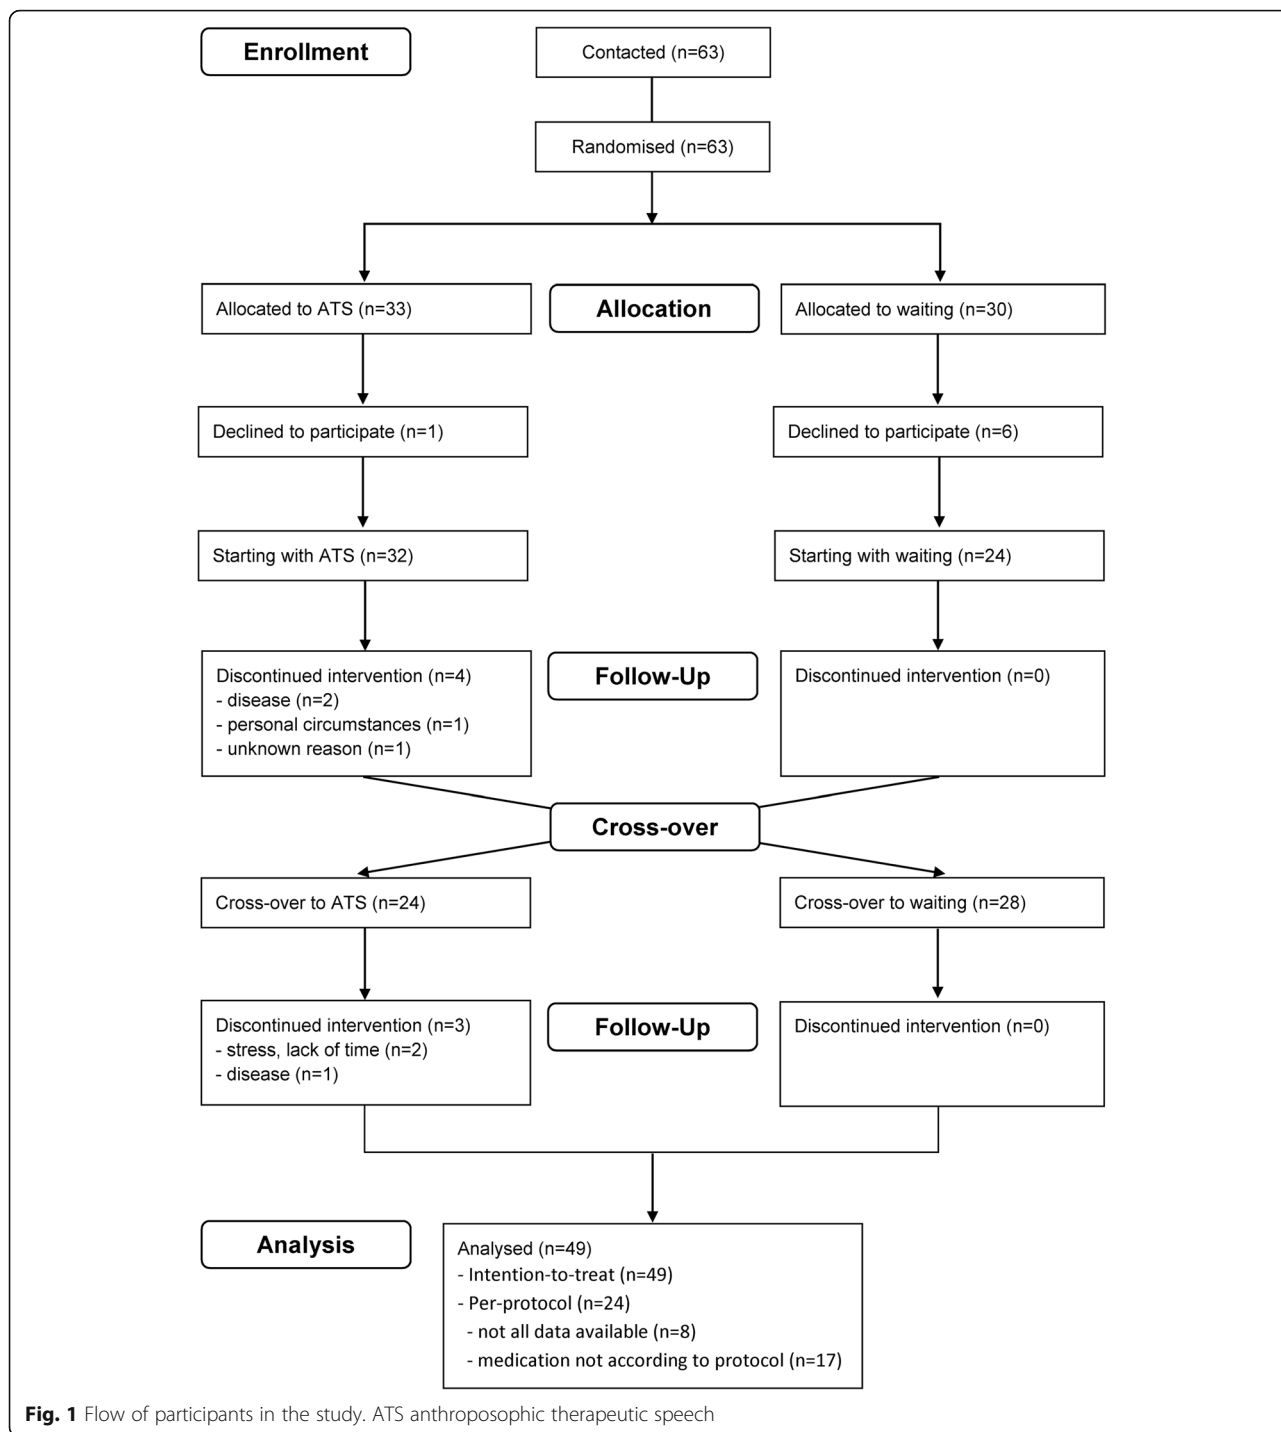 Enrollment
Contacted (n=63)
Randomised (n=63)
Allocated to ATS (n=33)
Allocation
Allocated to waiting (n=30)
Declined to participate (n=1)
Declined to participate (n=6)
Starting with ATS (n=32)
Starting with waiting (n=24)
Discontinued intervention (n=4)
- disease (n=2)
- personal circumstances (n=1)
- unknown reason (n=1)
Follow-Up
Discontinued intervention (n=0)
Cross-over
Cross-over to ATS (n=24)
Cross-over to waiting (n=28)
Discontinued intervention (n=3)
- stress, lack of time (n=2)
- disease (n=1)
Follow-Up
Discontinued intervention (n=0)
Analysis
Analysed (n=49)
- Intention-to-treat (n=49)
- Per-protocol (n=24)
- not all data available (n=8)
- medication not according to protocol (n=17)
Fig. 1 Flow of participants in the study. ATS anthroposophic therapeutic speech